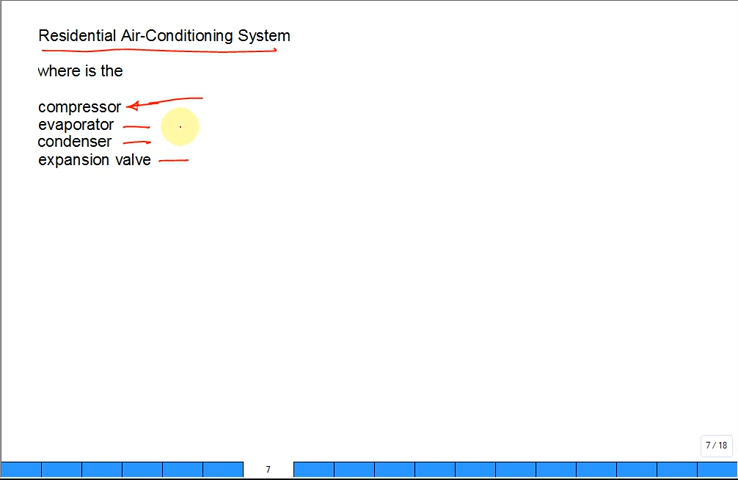 Residential Air-Conditioning System
where is the
compressor
evaporator
condenser
expansion valve
7 / 18
7